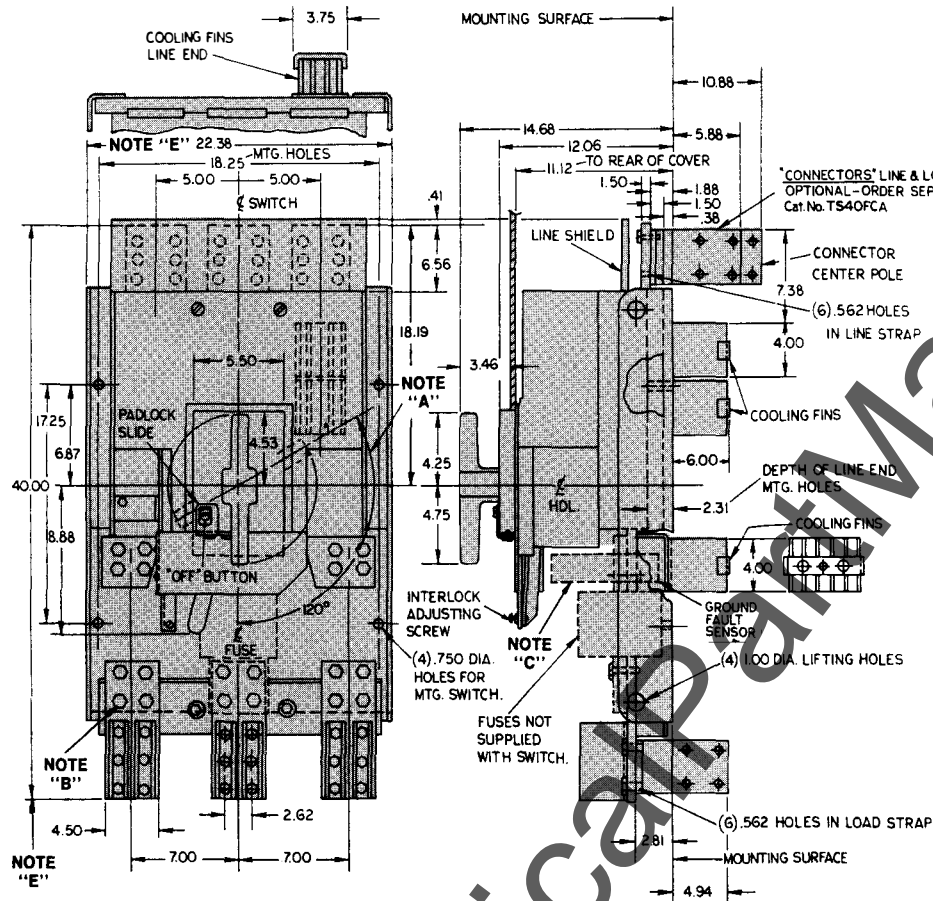 3.75
COOLING FINS
LINE END
MOUNTING SURFACE
10.88
14.68
5.88
NOTE "E" 22.38
12.06
18.25 MTG. HOLES
11.12 TO REAR OF COVER
5.00 5.00
1.50
1.88
1.50
.38
"CONNECTORS" LINE &
OPTIONAL-ORDER
Cat. No. TS40FCA
.41
SWITCH
LINE SHIELD
CONNECTOR
CENTER POLE
6.56
7.38
(6).562 HOLES
IN LINE STRAP
18.19
4.00
5.50
3.46
NOTE
"A"
17.25
PADLOCK
SLIDE
4.53
COOLING FINS
6.87
4.25
6.00
40.00
4.75
HDL.
DEPTH OF LINE END
MTG. HOLES
2.31
8.88
COOLING FINS
"OFF" BUTTON
4.00
120°
INTERLOCK
ADJUSTING
SCREW
GROUND
FAULT
SENSOR
FUSE
NOTE
"C"
(4).750 DIA.
HOLES FOR
MTG. SWITCH.
(4) 1.00 DIA. LIFTING HOLES
FUSES NOT
SUPPLIED
WITH SWITCH.
NOTE
"B"
4.50
2.62
(6).562 HOLES IN LOAD STRAP
7.00 7.00
2.81
MOUNTING SURFACE
NOTE
"E"
4.94